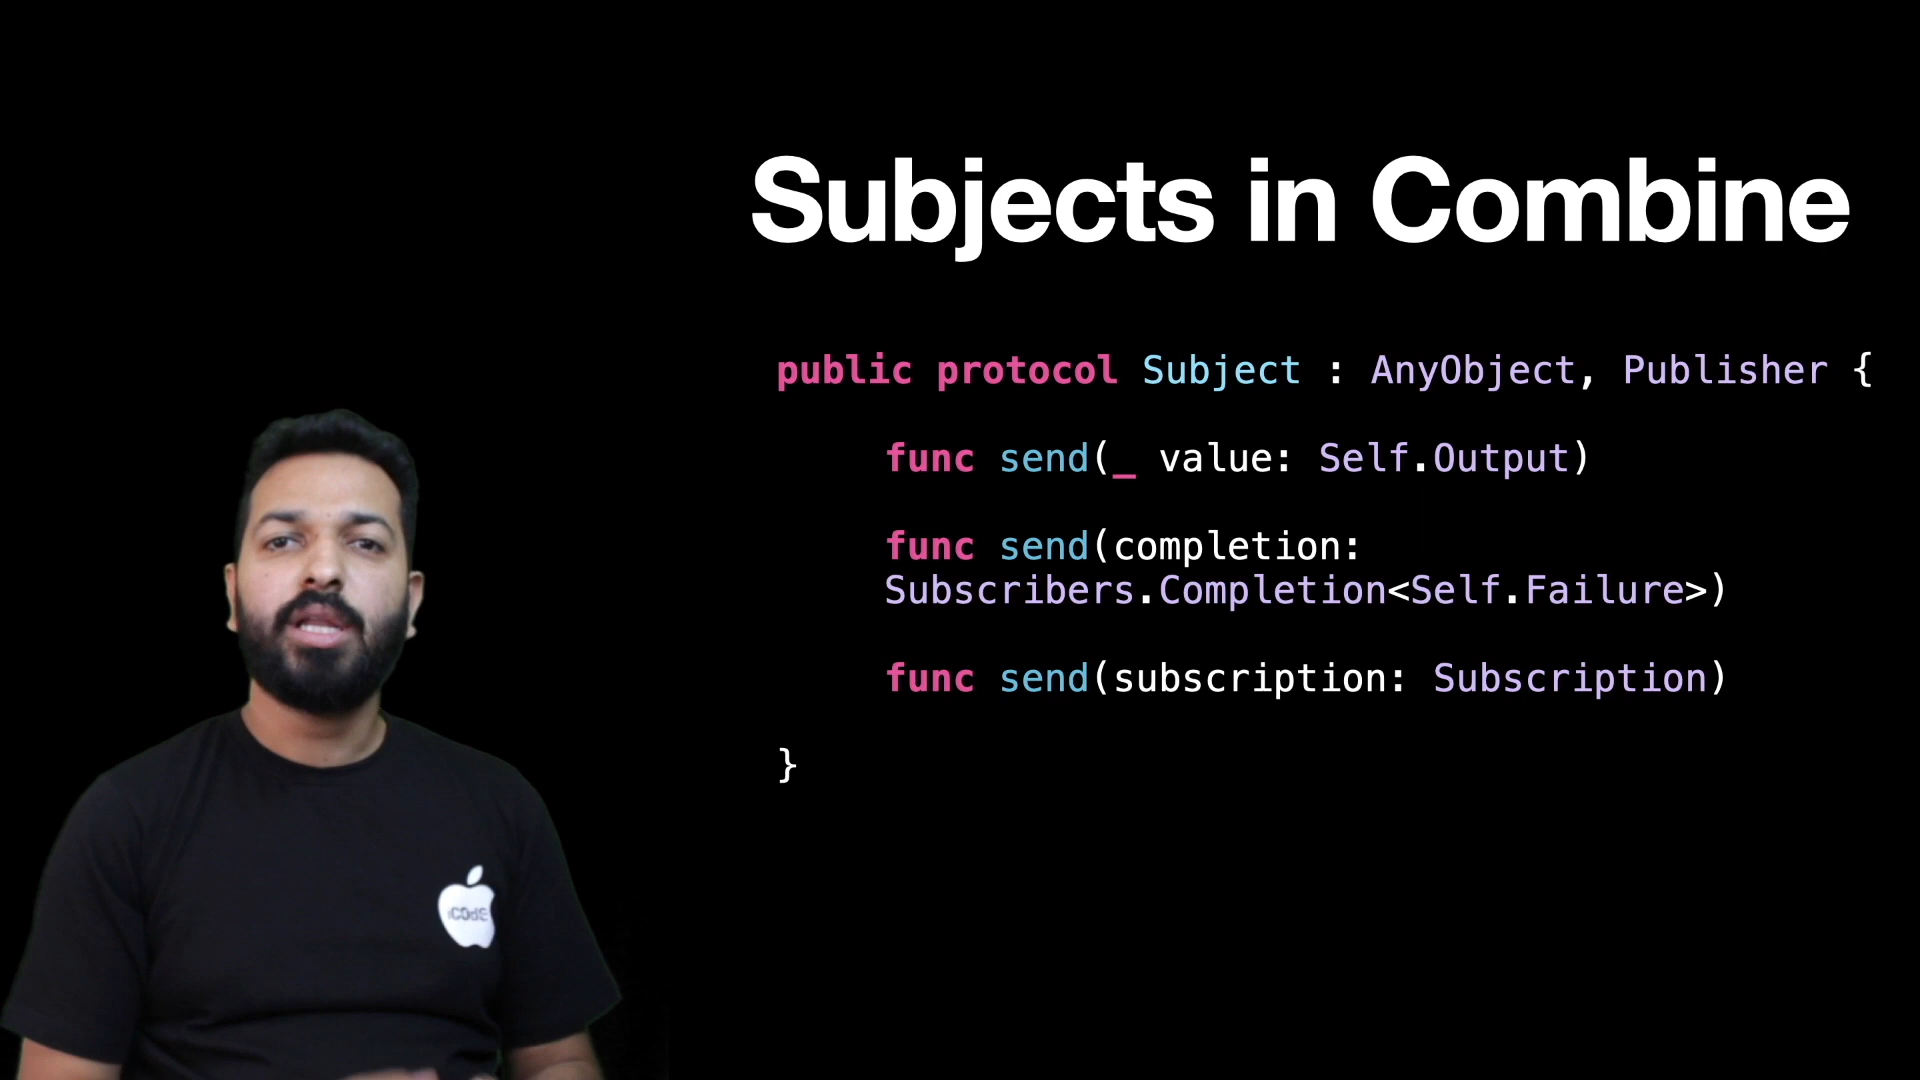 Subjects in Combine
public protocol Subject : AnyObject, Publisher {
func send(_ value: Self.Output)
func send(completion:
Subscribers.Completion<Self.Failure>)
func send(subscription: Subscription)
}
iCodE